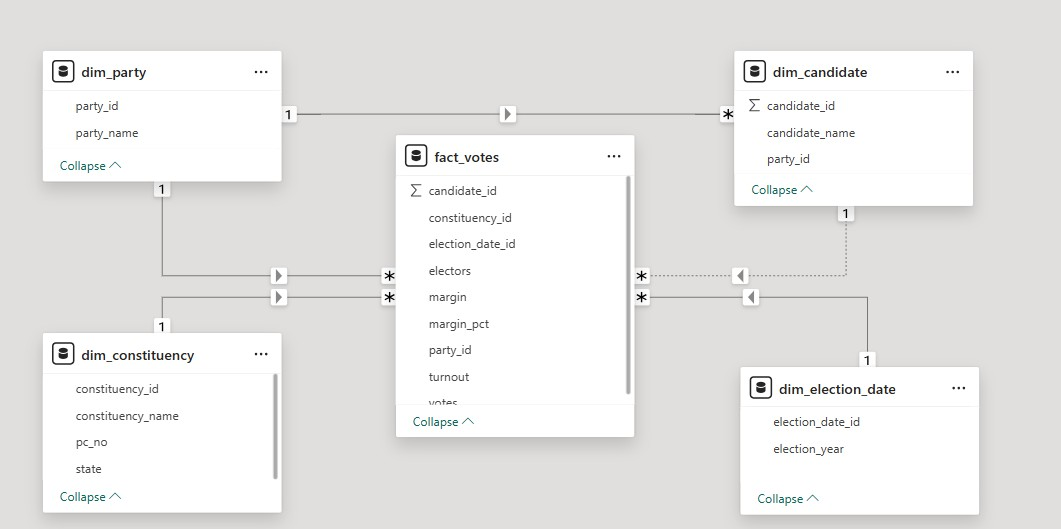 dim_party
party_id
party_name
Collapse
1
*
1
dim_candidate
Σ candidate_id
candidate_name
party_id
Collapse
1
fact_votes
Σ candidate_id
constituency_id
election_date_id
electors
margin
margin_pct
party_id
turnout
votes
Collapse
*
*
*
*
1
dim_constituency
constituency_id
constituency_name
pc_no
state
Collapse
1
dim_election_date
election_date_id
election_year
Collapse